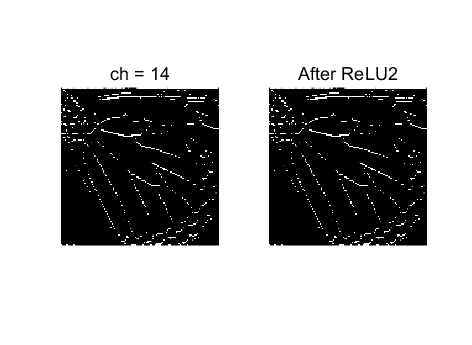 ch = 14
After ReLU2